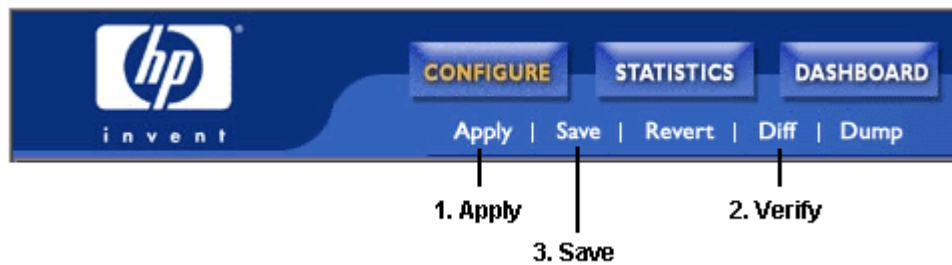 hp
invent
CONFIGURE STATISTICS DASHBOARD
Apply | Save | Revert | Diff | Dump
1. Apply 2. Verify
3. Save